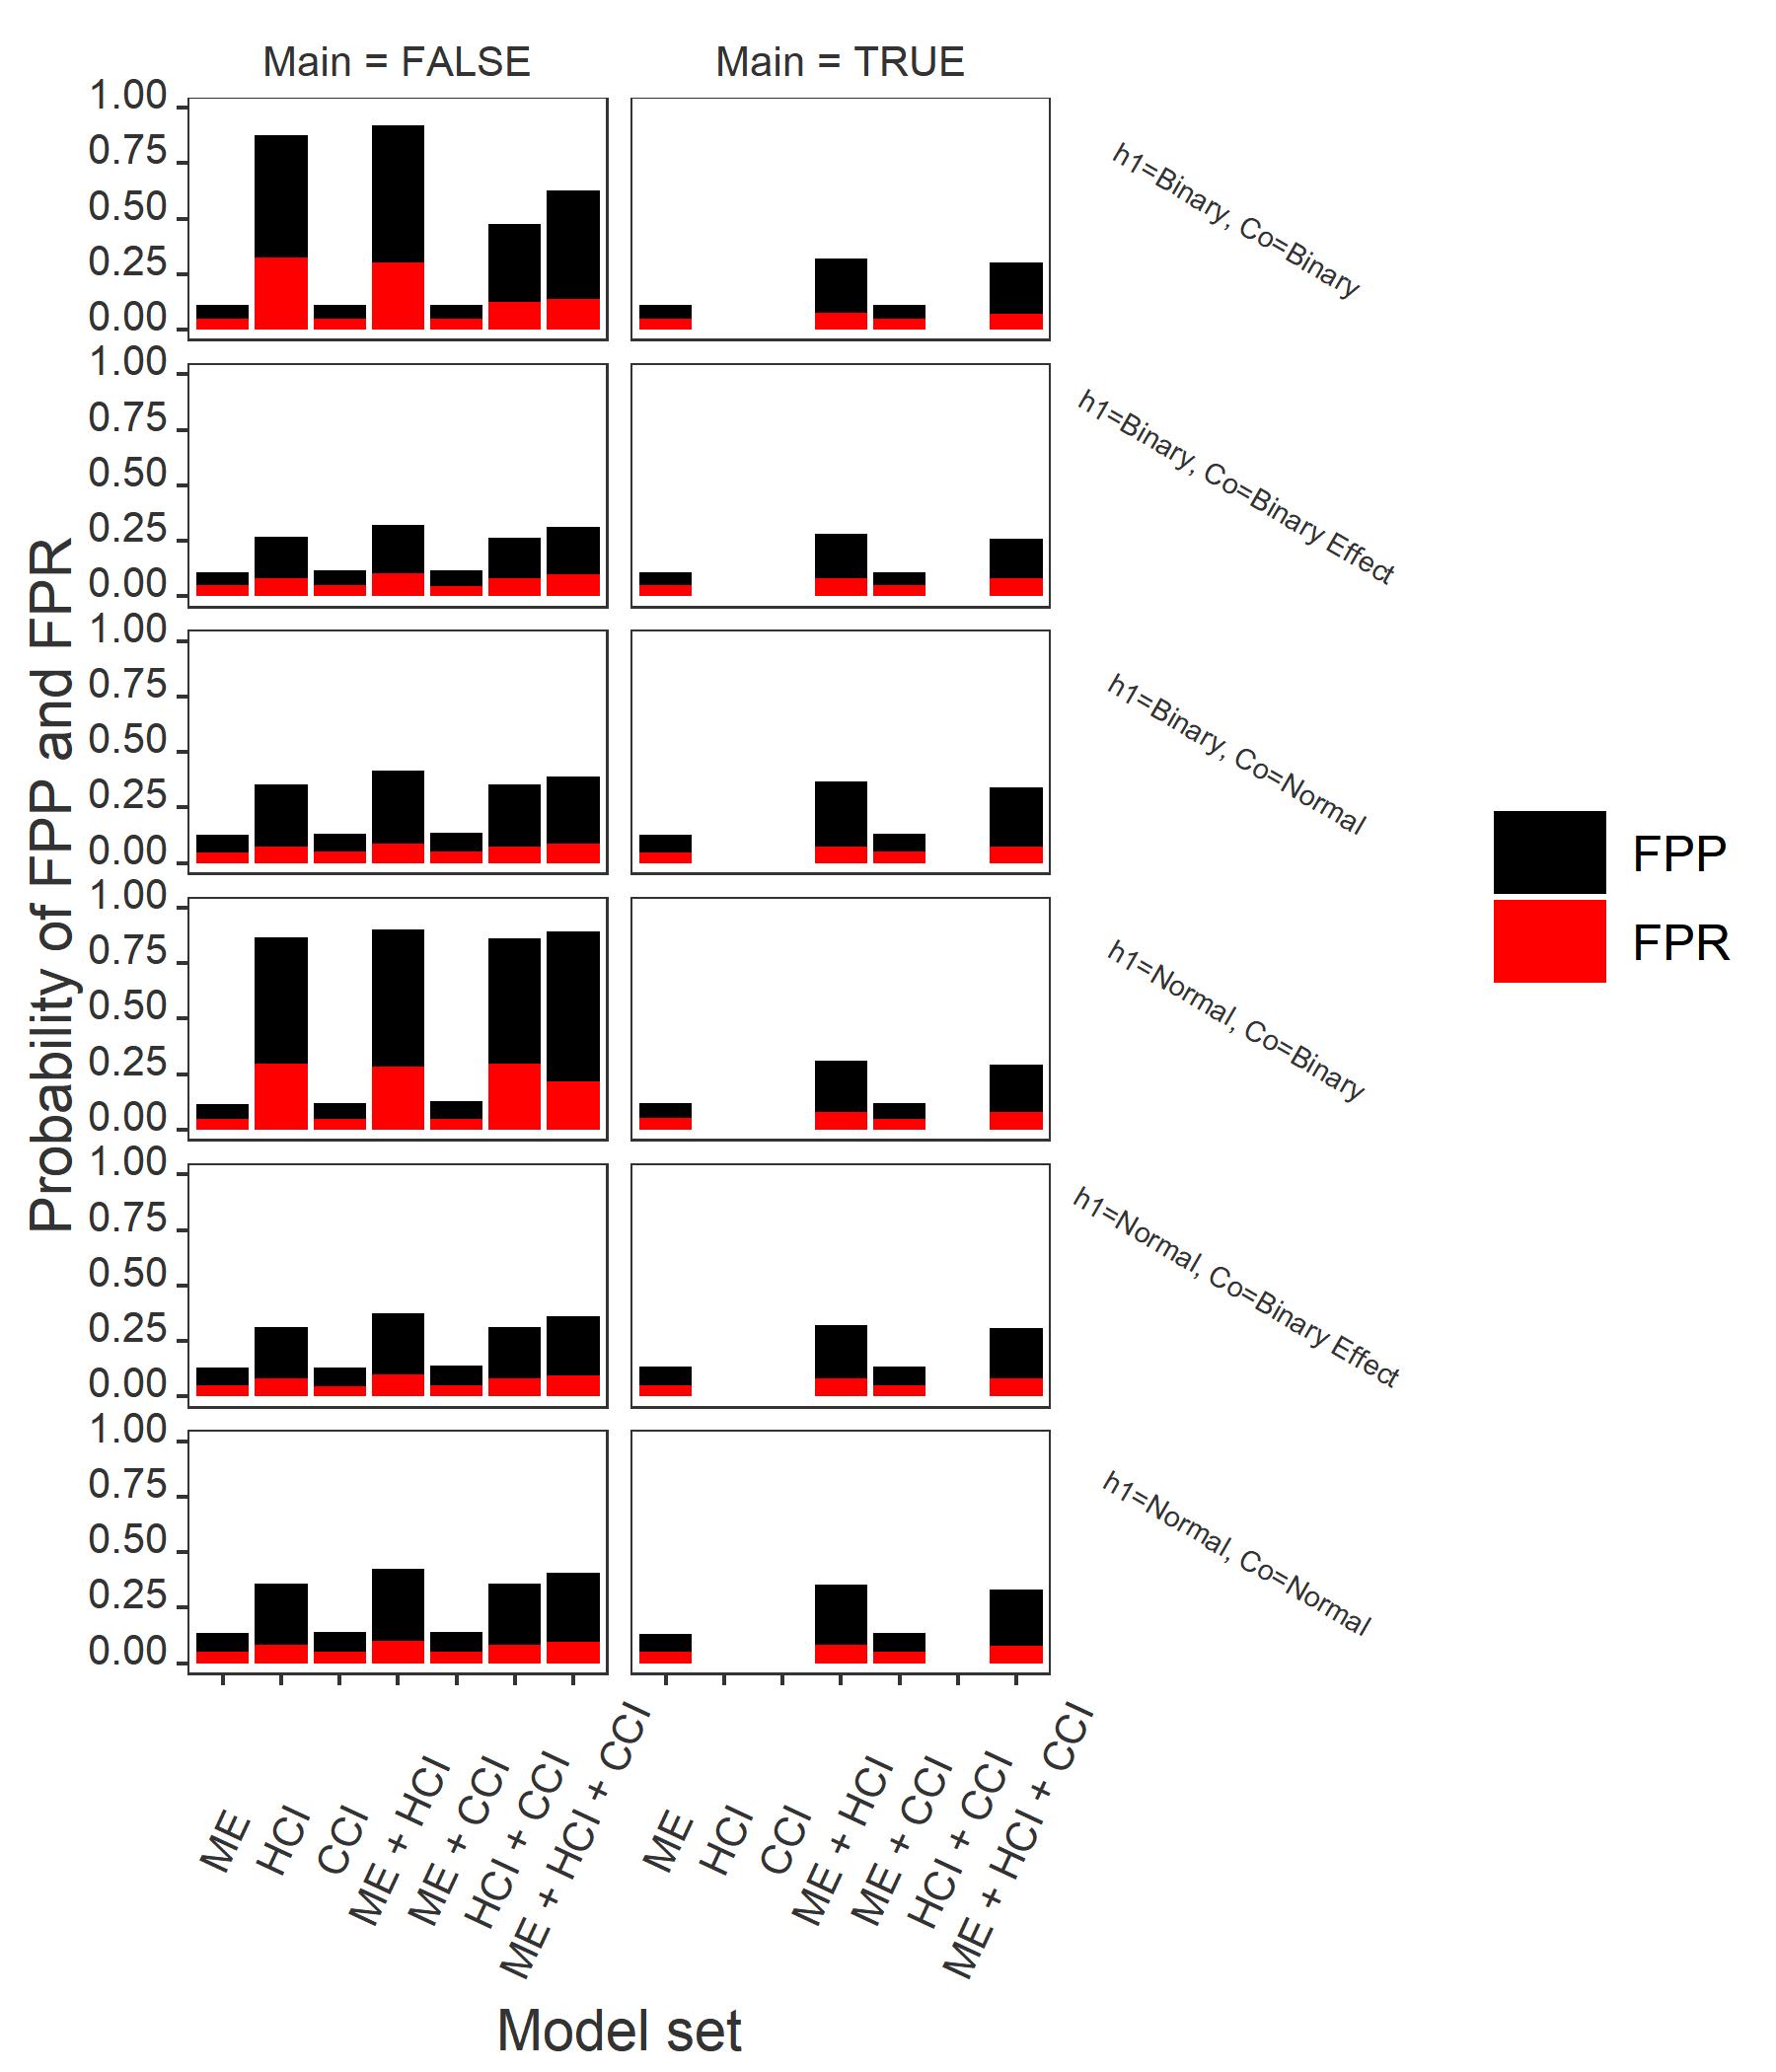 Main = FALSE
Main = TRUE
Probability of FPP and FPR
1.00
0.75
0.50
0.25
0.00
h1=Binary, Co=Binary
1.00
0.75
0.50
0.25
0.00
h1=Binary, Co=Binary Effect
1.00
0.75
0.50
0.25
0.00
h1=Binary, Co=Normal
1.00
0.75
0.50
0.25
0.00
h1=Normal, Co=Binary
1.00
0.75
0.50
0.25
0.00
h1=Normal, Co=Binary Effect
1.00
0.75
0.50
0.25
0.00
h1=Normal, Co=Normal
FPP
FPR
ME
HCI
CCI
ME + HCI
ME + CCI
HCI + CCI
ME + HCI + CCI
ME
HCI
CCI
ME + HCI
ME + CCI
HCI + CCI
ME + HCI + CCI
Model set